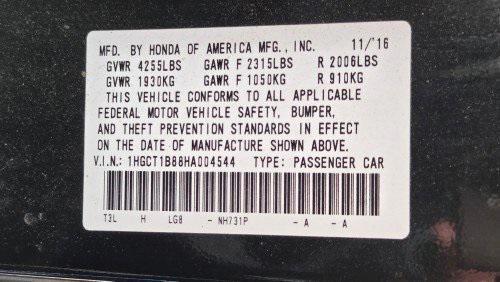 MFD. BY HONDA OF AMERICA MFG., INC. 11/'16
GVWR 4255LBS GAWR F 2315LBS R 2006LBS
GVWR 1930KG GAWR F 1050KG R 910KG
THIS VEHICLE CONFORMS TO ALL APPLICABLE
FEDERAL MOTOR VEHICLE SAFETY, BUMPER,
AND THEFT PREVENTION STANDARDS IN EFFECT
ON THE DATE OF MANUFACTURE SHOWN ABOVE.
V.I.N.: 1HGCT1B88HA004544 TYPE: PASSENGER CAR
T3L H LG8 - NH731P - A - A